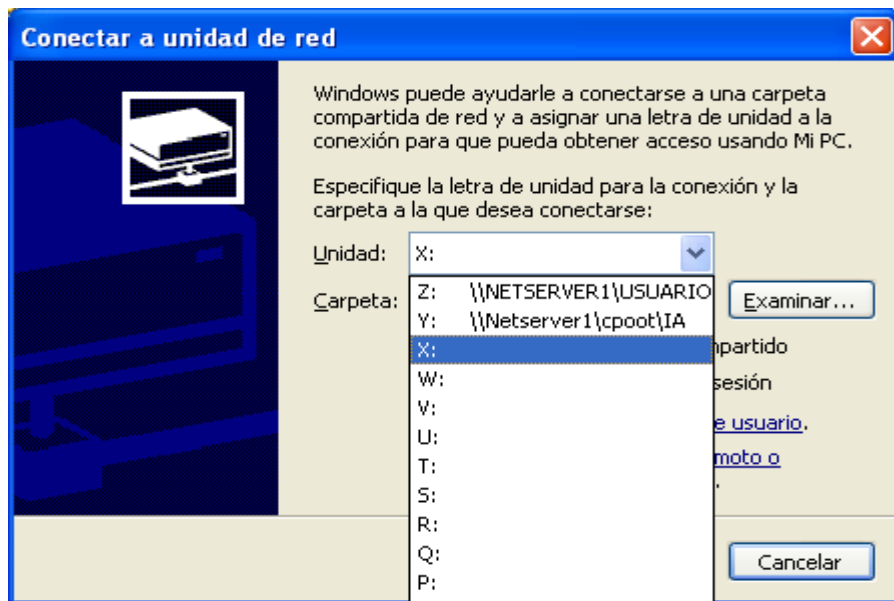 Conectar a unidad de red
Windows puede ayudarle a conectarse a una carpeta
compartida de red y a asignar una letra de unidad a la
conexión para que pueda obtener acceso usando Mi PC.
Especifique la letra de unidad para la conexión y la
carpeta a la que desea conectarse:
Unidad: X:
Carpeta:
Z: \\NETSERVER1\USUARIO
Y: \\Netserver1\cpoot\IA
X:
W:
V:
U:
T:
S:
R:
Q:
P:
Examinar...
sesión
usuario.
o
Cancelar